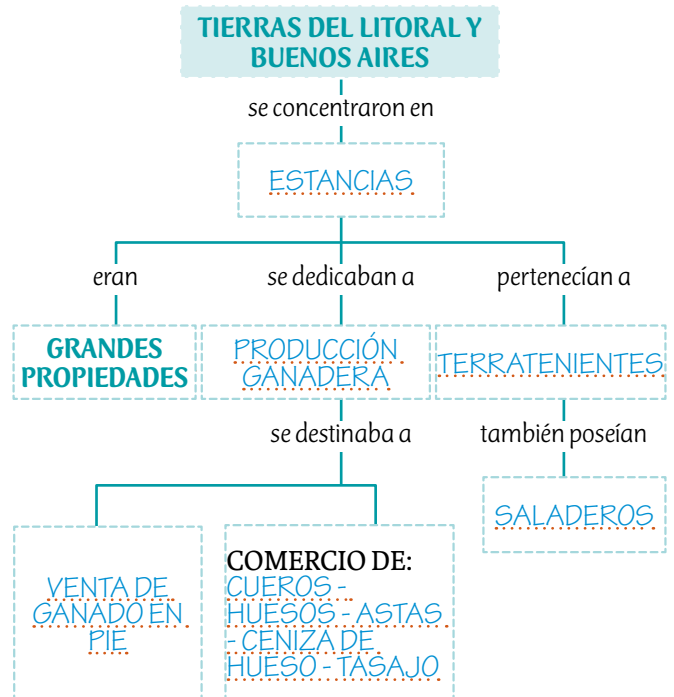 TIERRAS DEL LITORAL Y
BUENOS AIRES
se concentraron en
ESTANCIAS
eran
se dedicaban a
pertenecían a
GRANDES
PROPIEDADES
PRODUCCIÓN
GANADERA
TERRATENIENTES
se destinaba a
también poseían
SALADEROS
VENTA DE
GANADO EN
PIE
COMERCIO DE:
CUEROS -
HUESOS - ASTAS
- CENIZA DE
HUESO - TASAJO